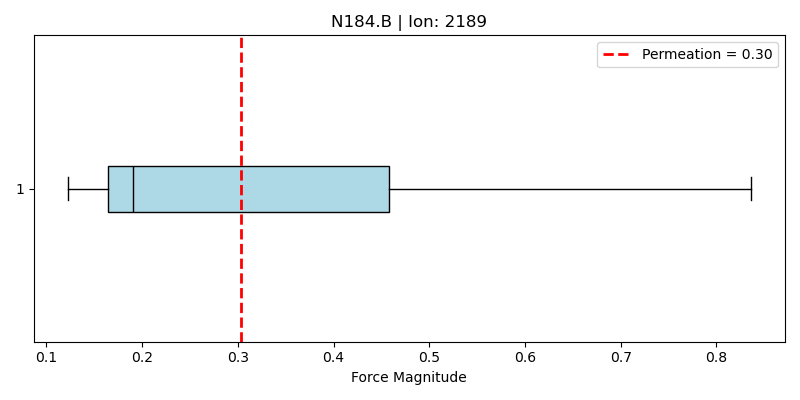 N184.B | Ion: 2189
Permeation = 0.30
1
0.1 0.2 0.3 0.4 0.5 0.6 0.7 0.8
Force Magnitude